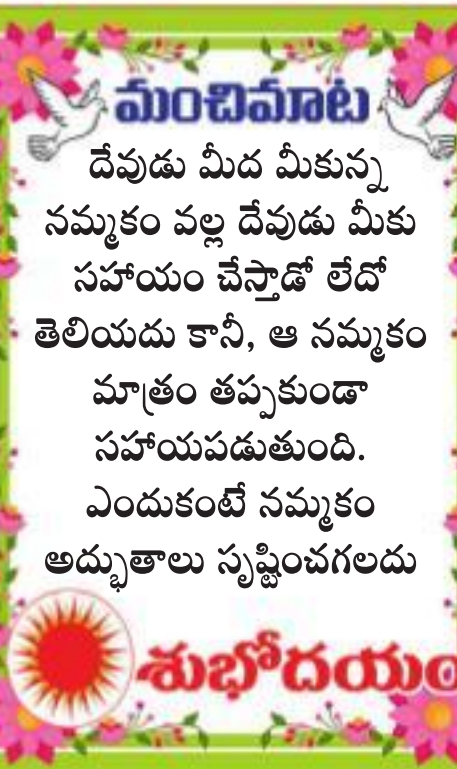 మంచిమాట
దేవుడు మీద మీకున్న
నమ్మకం వల్ల దేవుడు మీకు
సహాయం చేస్తాడో లేదో
తెలియదు కానీ, ఆ నమ్మకం
మాత్రం తప్పకుండా
సహాయపడుతుంది.
ఎందుకంటే నమ్మకం
అద్భుతాలు సృష్టించగలదు
శుభోదయం